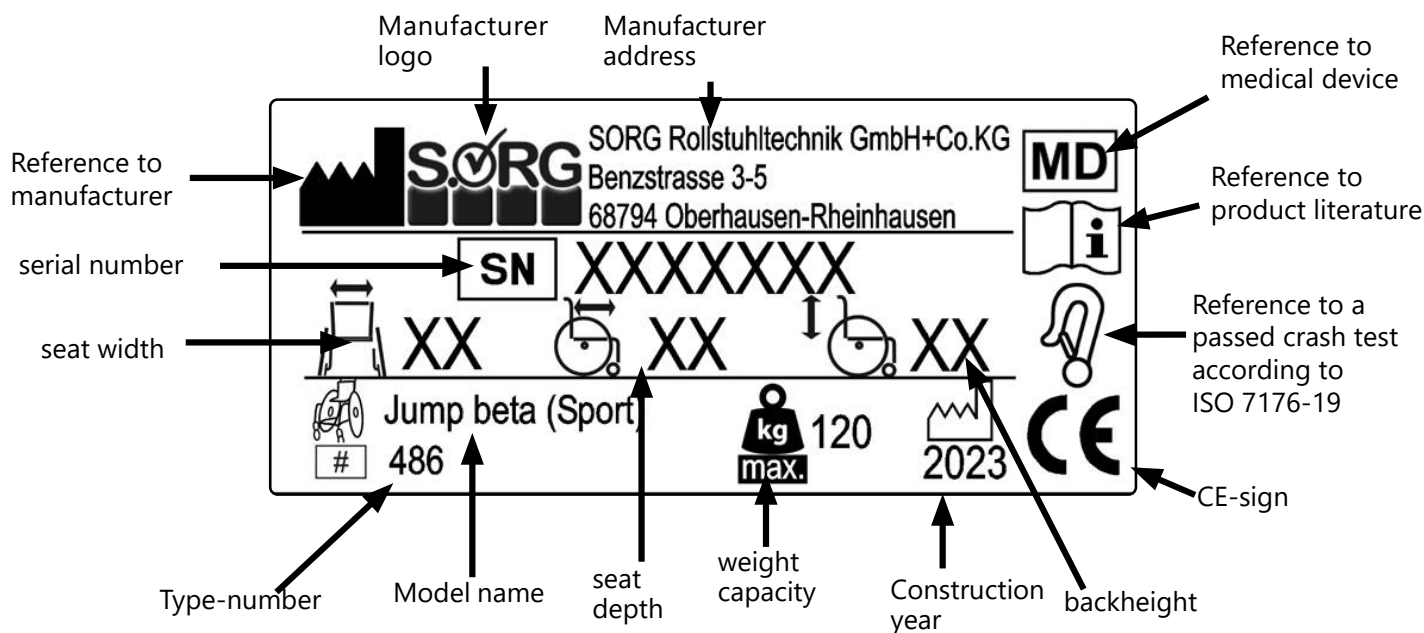 Manufacturer
logo
Manufacturer
address
Reference to
medical device
Reference to
manufacturer
S.ORG
SORG Rollstuhltechnik GmbH+Co.KG
Benzstrasse 3-5
68794 Oberhausen-Rheinhausen
MD
Reference to
product literature
i
serial number
SN XXXXXXX
seat width
XX XX XX
Reference to a
passed crash test
according to
ISO 7176-19
Jump beta (Sport)
# 486
kg
max.
120
2023
CE
CE-sign
Type-number
Model name
seat
depth
weight
capacity
Construction
year
backheight